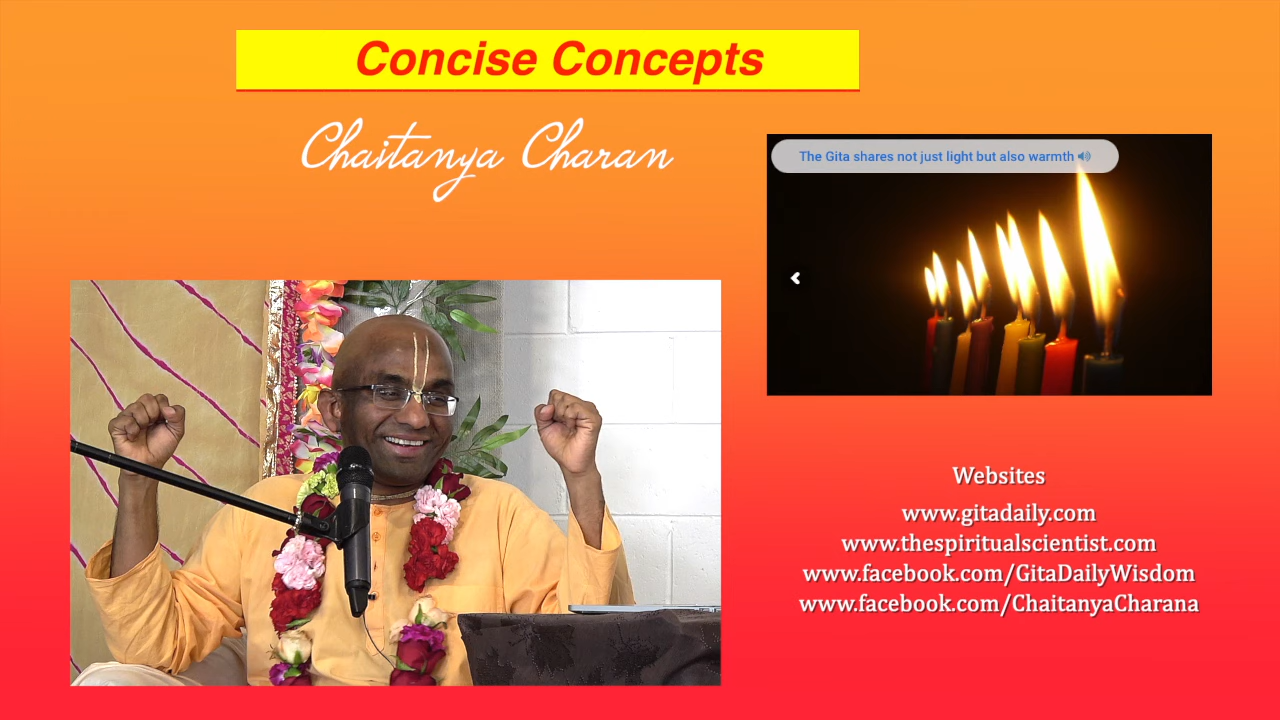 Concise Concepts
Chaitanya Charan
The Gita shares not just light but also warmth
Websites
www.gitadaily.com
www.thespiritualscientist.com
www.facebook.com/GitaDailyWisdom
www.facebook.com/ChaitanyaCharana